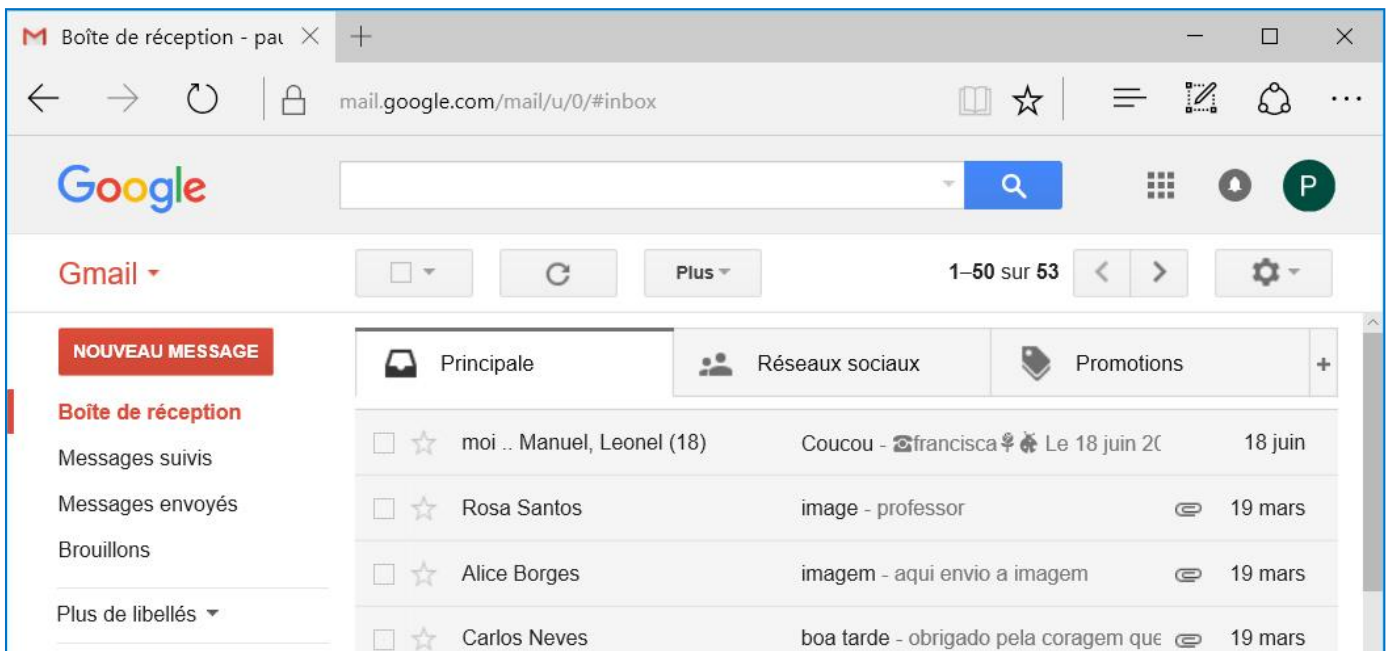 Boîte de réception - pau
mail.google.com/mail/u/0/#inbox
Google
P
Gmail
Plus
1–50 sur 53
NOUVEAU MESSAGE
Principale
Réseaux sociaux
Promotions
+
Boîte de réception
Messages suivis
Messages envoyés
Brouillons
Plus de libellés
moi .. Manuel, Leonel (18) Coucou - ☎francisca⚘ Le 18 juin 20 18 juin
Rosa Santos image - professor 19 mars
Alice Borges imagem - aqui envio a imagem 19 mars
Carlos Neves boa tarde - obrigado pela coragem que 19 mars